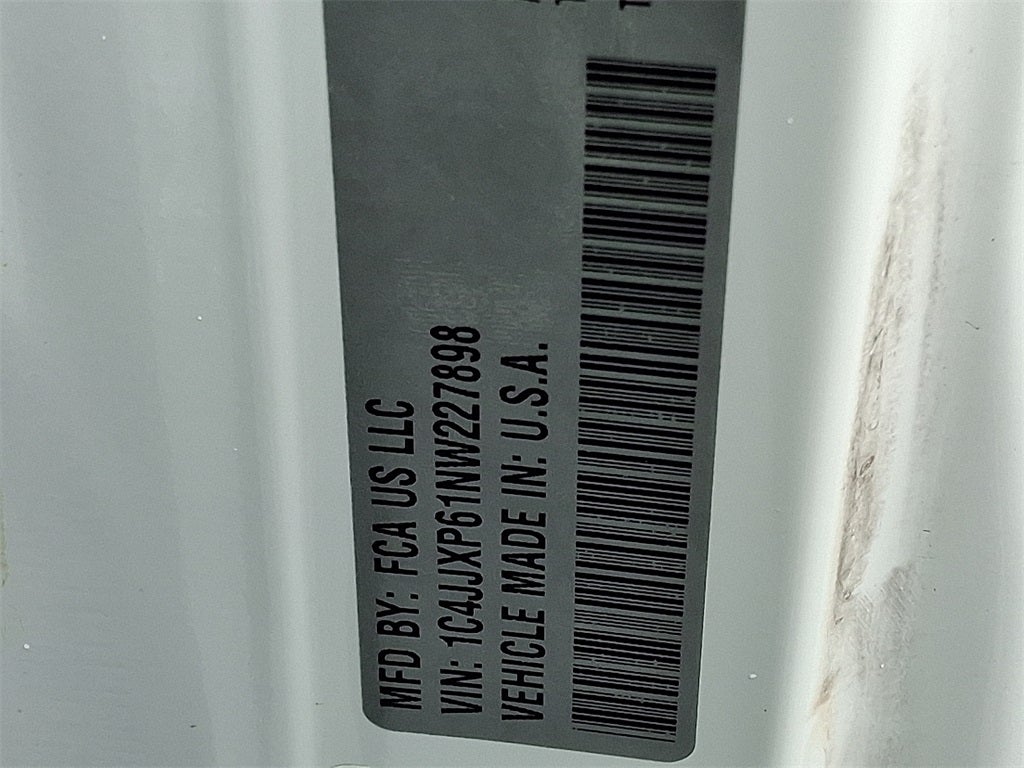 MFD BY: FCA US LLC
VIN: 1C4JJXP61NW227898
VEHICLE MADE IN: U.S.A.